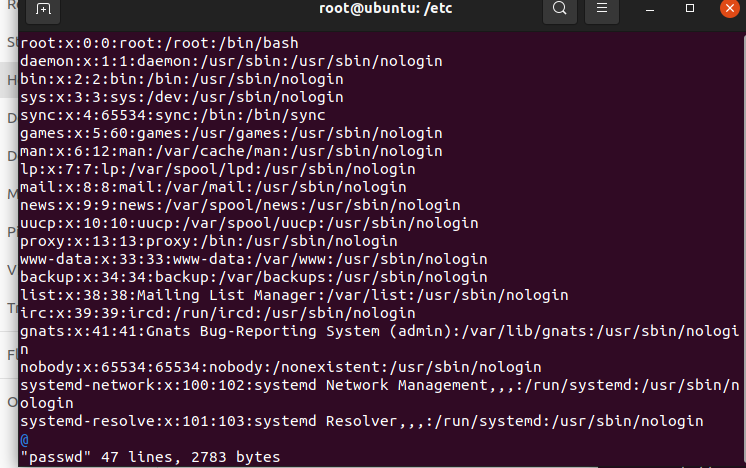 root@ubuntu: /etc
root:x:0:0:root:/root:/bin/bash
daemon:x:1:1:daemon:/usr/sbin:/usr/sbin/nologin
bin:x:2:2:bin:/bin:/usr/sbin/nologin
sys:x:3:3:sys:/dev:/usr/sbin/nologin
sync:x:4:65534:sync:/bin:/bin/sync
games:x:5:60:games:/usr/games:/usr/sbin/nologin
man:x:6:12:man:/var/cache/man:/usr/sbin/nologin
lp:x:7:7:lp:/var/spool/lpd:/usr/sbin/nologin
mail:x:8:8:mail:/var/mail:/usr/sbin/nologin
news:x:9:9:news:/var/spool/news:/usr/sbin/nologin
uucp:x:10:10:uucp:/var/spool/uucp:/usr/sbin/nologin
proxy:x:13:13:proxy:/bin:/usr/sbin/nologin
www-data:x:33:33:www-data:/var/www:/usr/sbin/nologin
backup:x:34:34:backup:/var/backups:/usr/sbin/nologin
list:x:38:38:Mailing List Manager:/var/list:/usr/sbin/nologin
irc:x:39:39:ircd:/run/ircd:/usr/sbin/nologin
gnats:x:41:41:Gnats Bug-Reporting System (admin):/var/lib/gnats:/usr/sbin/nologi
n
nobody:x:65534:65534:nobody:/nonexistent:/usr/sbin/nologin
systemd-network:x:100:102:systemd Network Management,,,:/run/systemd:/usr/sbin/n
ologin
systemd-resolve:x:101:103:systemd Resolver,,,:/run/systemd:/usr/sbin/nologin
@
"passwd" 47 lines, 2783 bytes